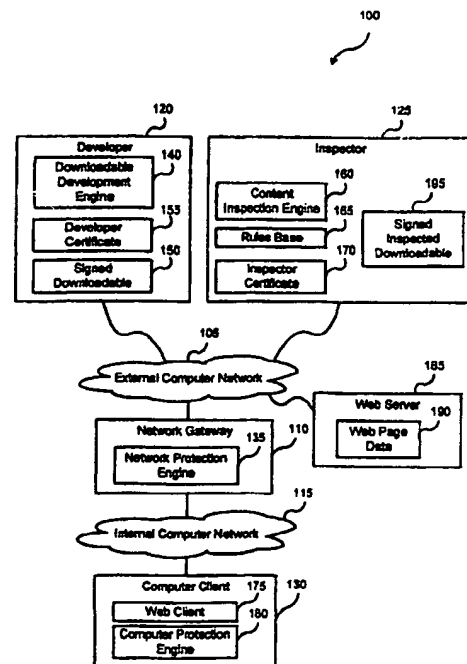 100
120
Developer
Downloadable
Development
Engine
140
Developer
Certificate
155
Signed
Downloadable
150
125
Inspector
Content
Inspection Engine
160
Rules Base
165
Inspector
Certificate
170
195
Signed
Inspected
Downloadable
105
External Computer Network
Network Gateway
Network Protection
Engine
135
110
185
Web Server
Web Page
Data
190
115
Internal Computer Network
Computer Client
175
130
Web Client
180
Computer Protection
Engine